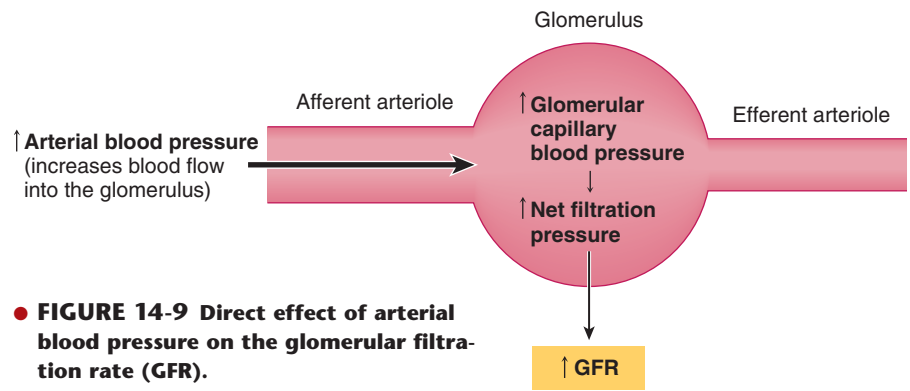 Glomerulus
Afferent arteriole
Efferent arteriole
↑ Arterial blood pressure
(increases blood flow
into the glomerulus)
↑ Glomerular
capillary
blood pressure
↓
↑ Net filtration
pressure
↑ GFR
● FIGURE 14-9 Direct effect of arterial
blood pressure on the glomerular filtra-
tion rate (GFR).